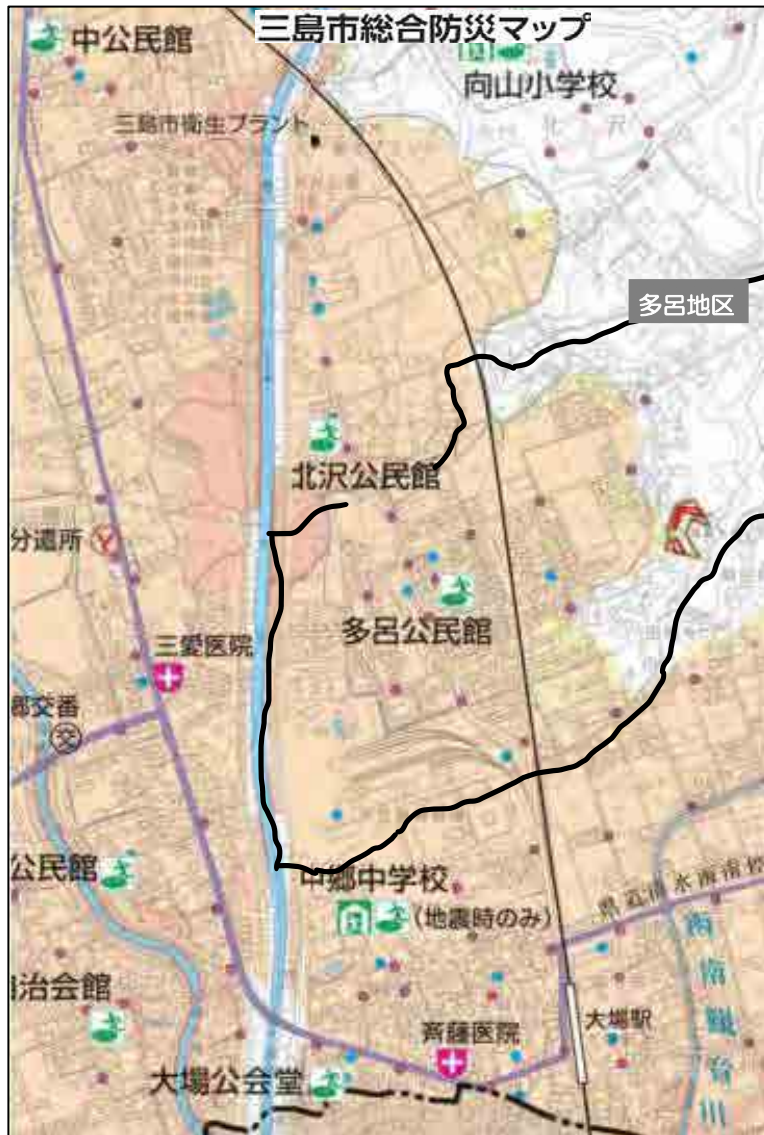 三島市総合防災マップ
中公民館
向山小学校
三島市衛生プラント
多呂地区
北沢公民館
分遣所
多呂公民館
三愛医院
郷交番
公民館
中郷中学校
(地震時のみ)
自治会館
斉藤医院
大場駅
大場公会堂